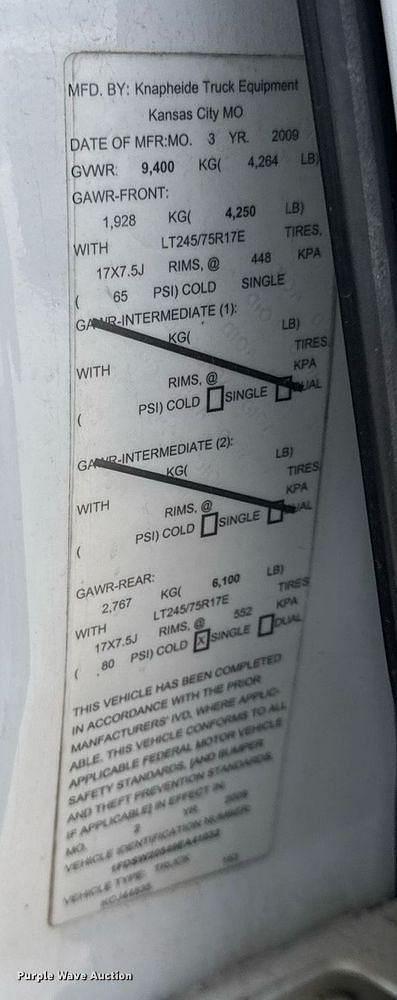 MFD. BY: Knapheide Truck Equipment
Kansas City MO
DATE OF MFR:MO. 3 YR. 2009
GVWR: 9,400 KG( 4,264 LB)
GAWR-FRONT:
1,928 KG( 4,250 LB)
WITH LT245/75R17E TIRES,
17X7.5J RIMS, @ 448 KPA
( 65 PSI) COLD SINGLE
GAWR-INTERMEDIATE (1):
KG( LB)
WITH TIRES
RIMS, @ KPA
( PSI) COLD SINGLE DUAL
GAWR-INTERMEDIATE (2):
KG( LB)
WITH TIRES
RIMS, @ KPA
( PSI) COLD SINGLE DUAL
GAWR-REAR:
2,767 KG( 6,100 LB)
WITH LT245/75R17E TIRES
17X7.5J RIMS, @ 552 KPA
( 80 PSI) COLD X SINGLE DUAL
THIS VEHICLE HAS BEEN COMPLETED
IN ACCORDANCE WITH THE PRIOR
MANFACTURERS' IVD, WHERE APPLIC-
ABLE. THIS VEHICLE CONFORMS TO ALL
APPLICABLE FEDERAL MOTOR VEHICLE
SAFETY STANDARDS, [AND BUMPER
AND THEFT PREVENTION STANDARDS,
IF APPLICABLE] IN EFFECT IN:
MO. YR. 2009
VEHICLE IDENTIFICATION NUMBER:
VEHICLE TYPE: TRUCK
Purple Wave Auction